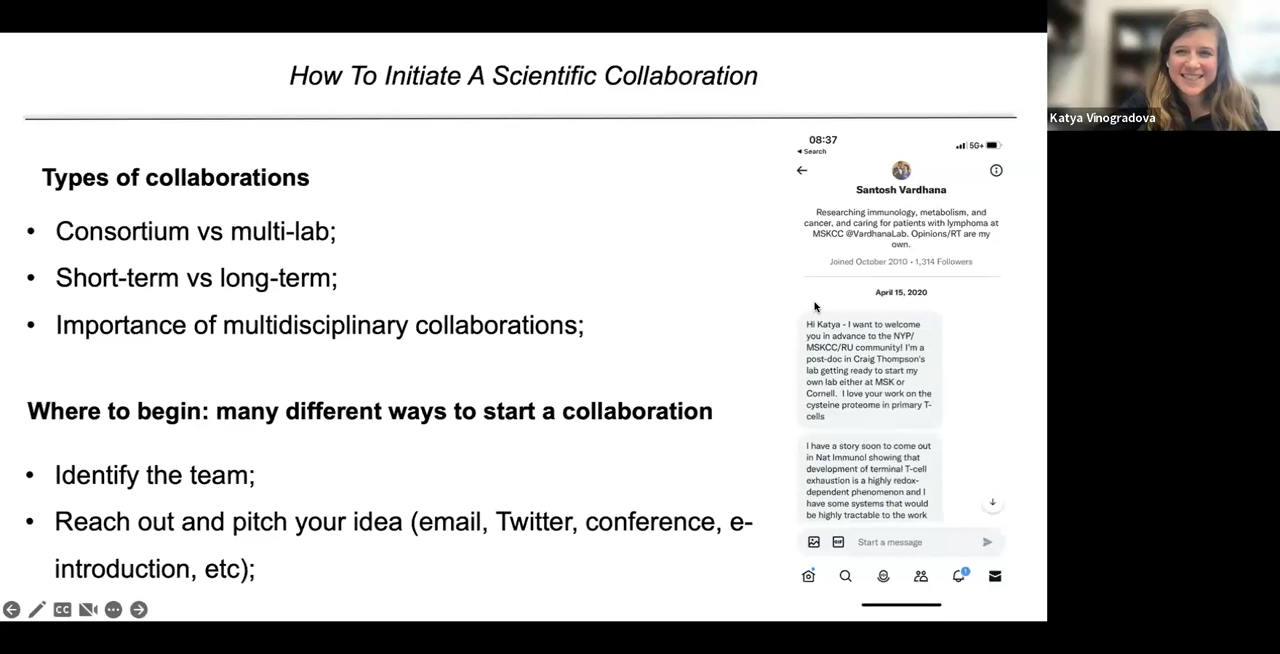 How To Initiate A Scientific Collaboration
Katya Vinogradova
Types of collaborations
• Consortium vs multi-lab;
• Short-term vs long-term;
• Importance of multidisciplinary collaborations;
Where to begin: many different ways to start a collaboration
• Identify the team;
• Reach out and pitch your idea (email, Twitter, conference, e-
introduction, etc);
08:37
Search
5G+
Santosh Vardhana
Researching immunology, metabolism, and
cancer, and caring for patients with lymphoma at
MSKCC @VardhanaLab. Opinions/RT are my
own.
Joined October 2010 • 1,314 Followers
April 15, 2020
Hi Katya - I want to welcome
you in advance to the NYP/
MSKCC/RU community! I'm a
post-doc in Craig Thompson's
lab getting ready to start my
own lab either at MSK or
Cornell. I love your work on the
cysteine proteome in primary T-
cells
I have a story soon to come out
in Nat Immunol showing that
development of terminal T-cell
exhaustion is a highly redox-
dependent phenomenon and I
have some systems that would
be highly tractable to the work
GIF
Start a message
1
CC